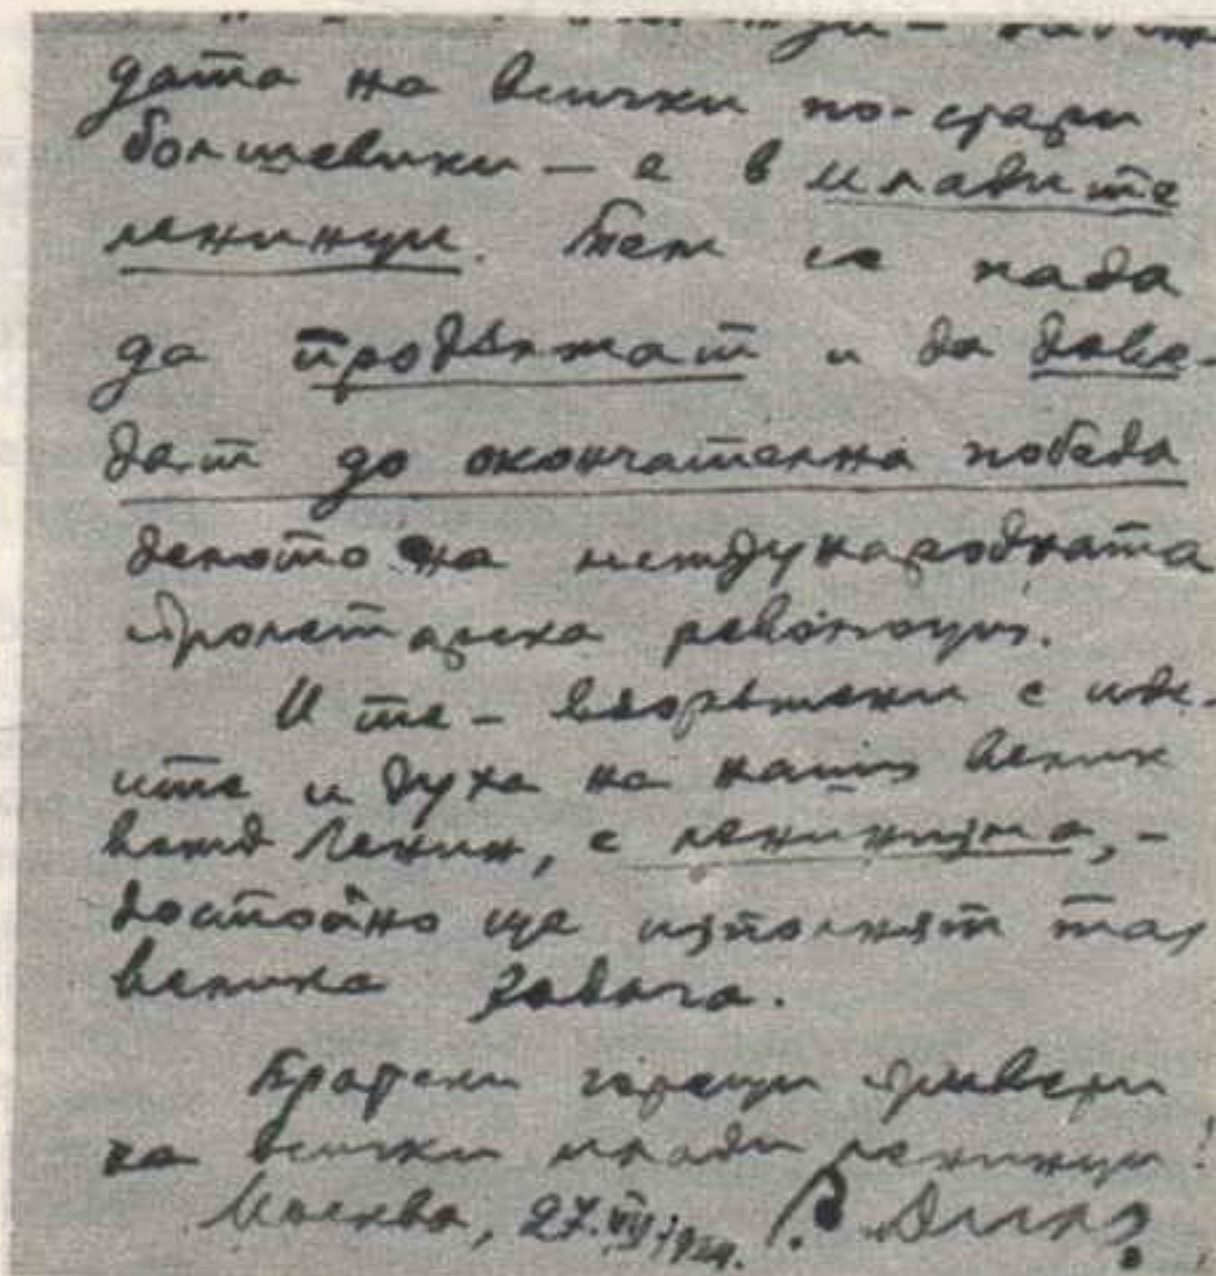 дата на всички по-стари
болшевики — е в младите
ленинци. Тем се пада
да продължат и да дове-
дат до окончателна победа
делото на международната
пролетарска революция.
И те – въоръжени с иде-
ите и духа на нашия велик
вожд Ленин, с ленинизма, –
достойно ще изпълнят тая
велика задача.
Братски горещи привети
на всички млади ленинци!
Москва, 27.VII.1924.